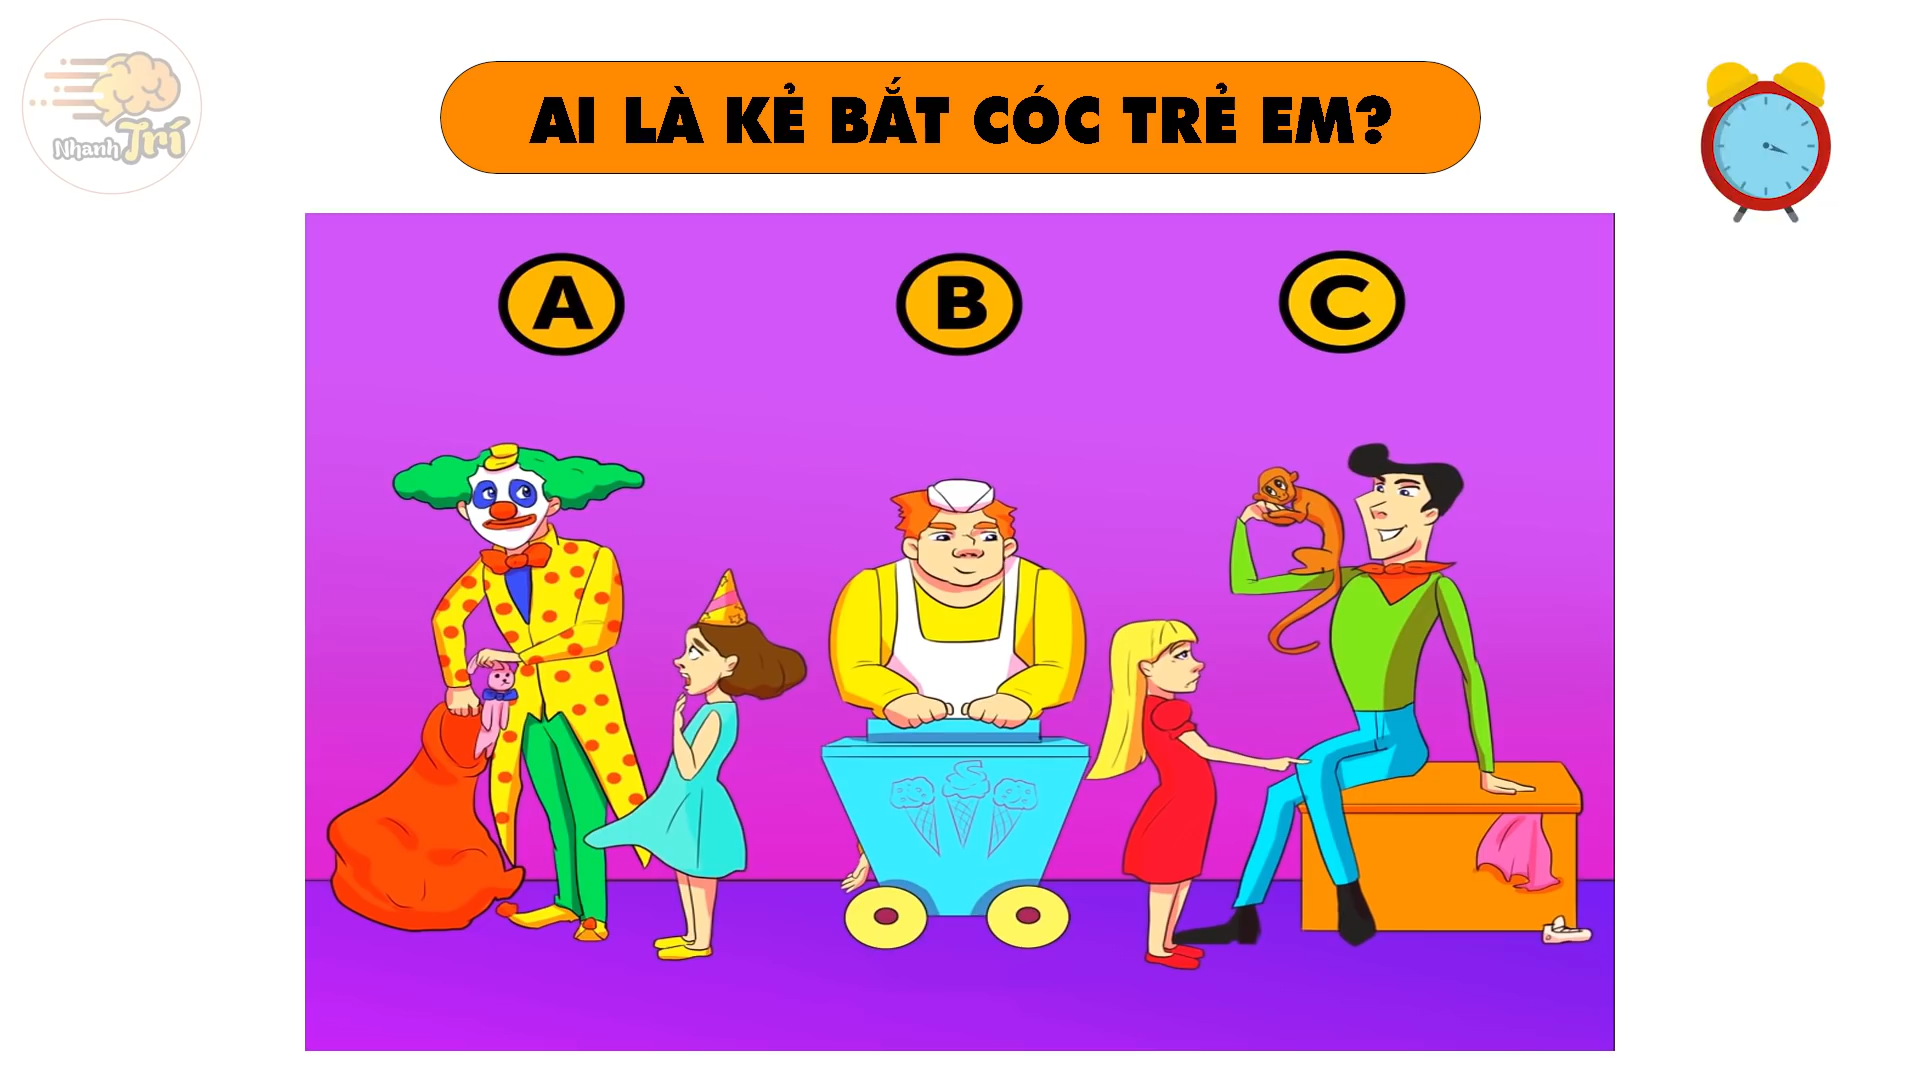 Nhanh Trí
AI LÀ KẺ BẮT CÓC TRẺ EM?
A
B
C